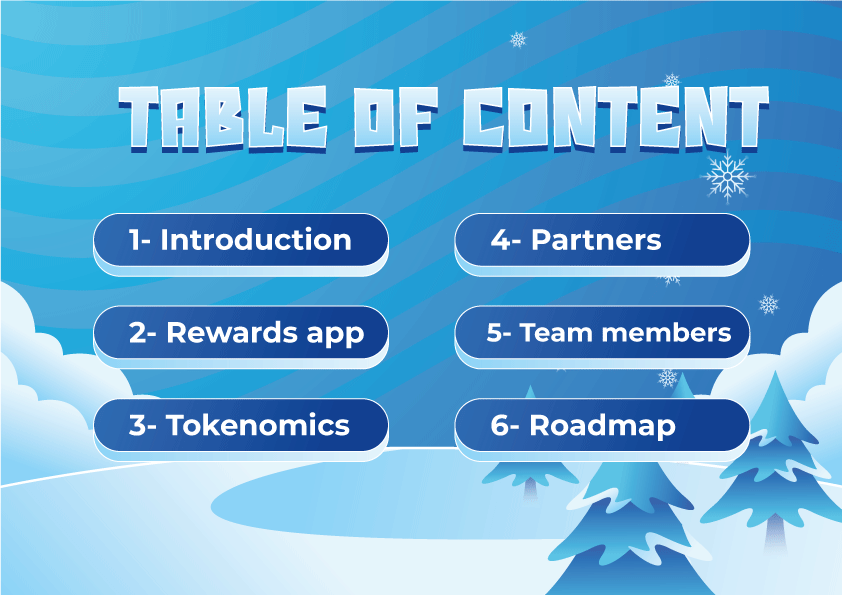 TABLE OF CONTENT
1- Introduction
2- Rewards app
3- Tokenomics
4- Partners
5- Team members
6- Roadmap